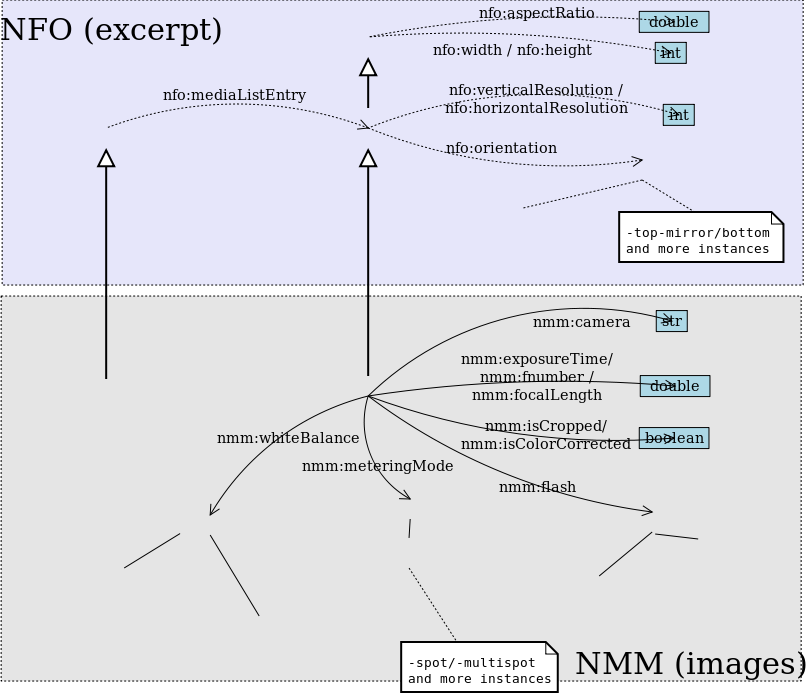 NFO (excerpt)
nfo:aspectRatio
double
nfo:width / nfo:height
int
nfo:mediaListEntry
nfo:verticalResolution /
nfo:horizontalResolution
int
nfo:orientation
-top-mirror/bottom
and more instances
nmm:camera
str
nmm:exposureTime/
nmm:fnumber /
nmm:focalLength
double
nmm:isCropped/
nmm:isColorCorrected
boolean
nmm:whiteBalance
nmm:meteringMode
nmm:flash
-spot/-multispot
and more instances
NMM (images)